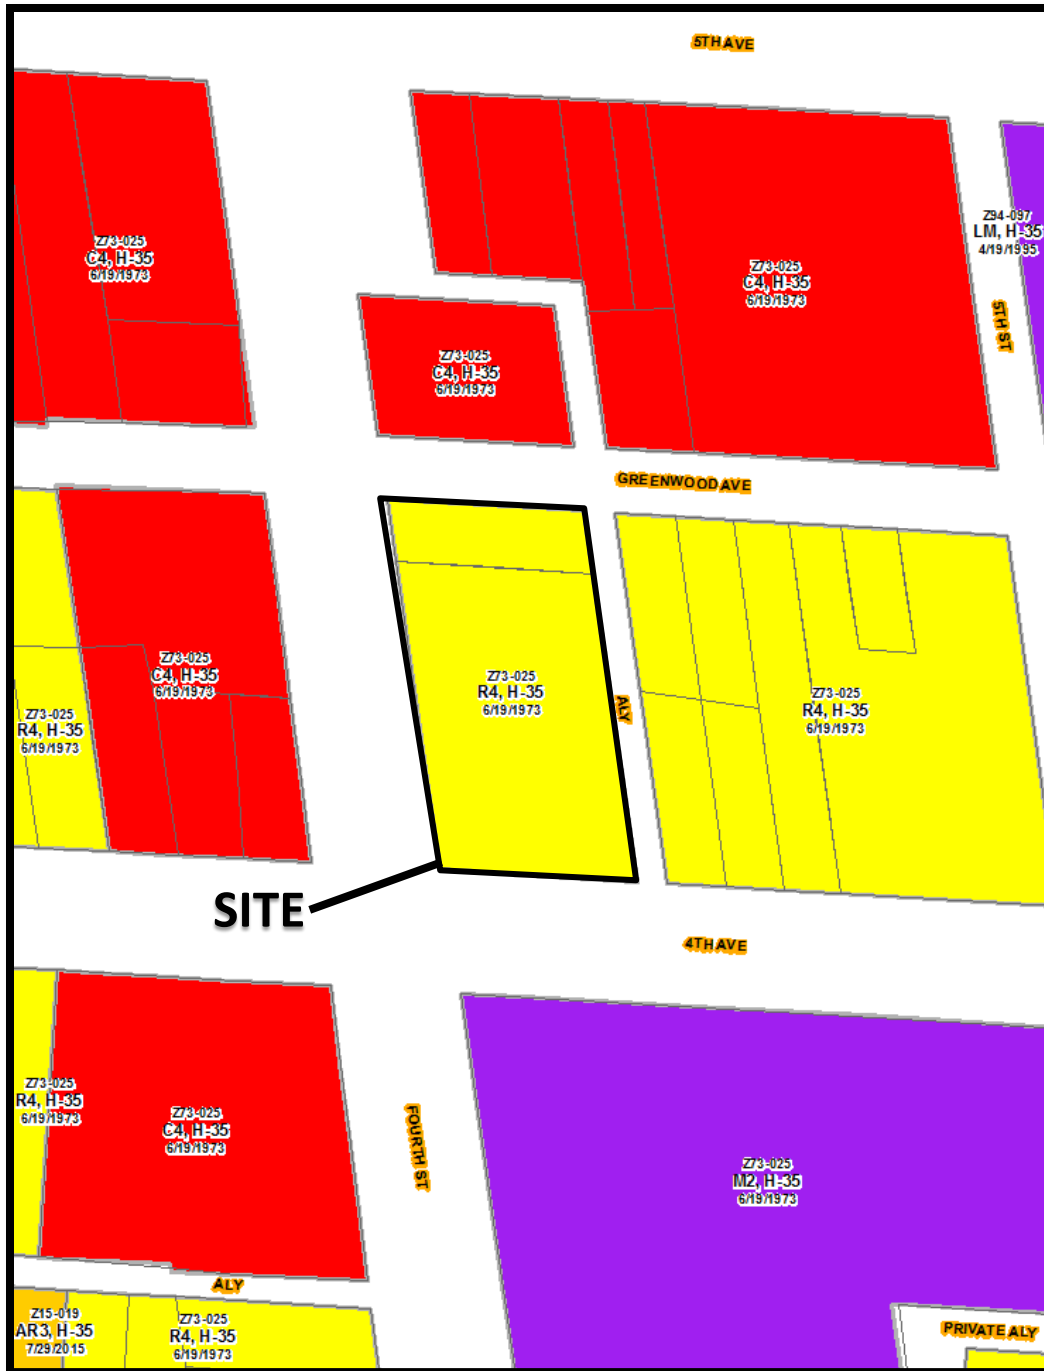 5TH AVE
Z94-097
LM, H-35
4/19/1995
Z73-025
C4, H-35
6/19/1973
Z73-025
C4, H-35
6/19/1973
5TH ST
Z73-025
C4, H-35
6/19/1973
GREENWOOD AVE
Z73-025
C4, H-35
6/19/1973
Z73-025
R4, H-35
6/19/1973
ALY
Z73-025
R4, H-35
6/19/1973
Z73-025
R4, H-35
6/19/1973
SITE
4TH AVE
Z73-025
R4, H-35
6/19/1973
Z73-025
C4, H-35
6/19/1973
FOURTH ST
Z73-025
M2, H-35
6/19/1973
ALY
Z15-019
AR3, H-35
7/29/2015
Z73-025
R4, H-35
6/19/1973
PRIVATE ALY